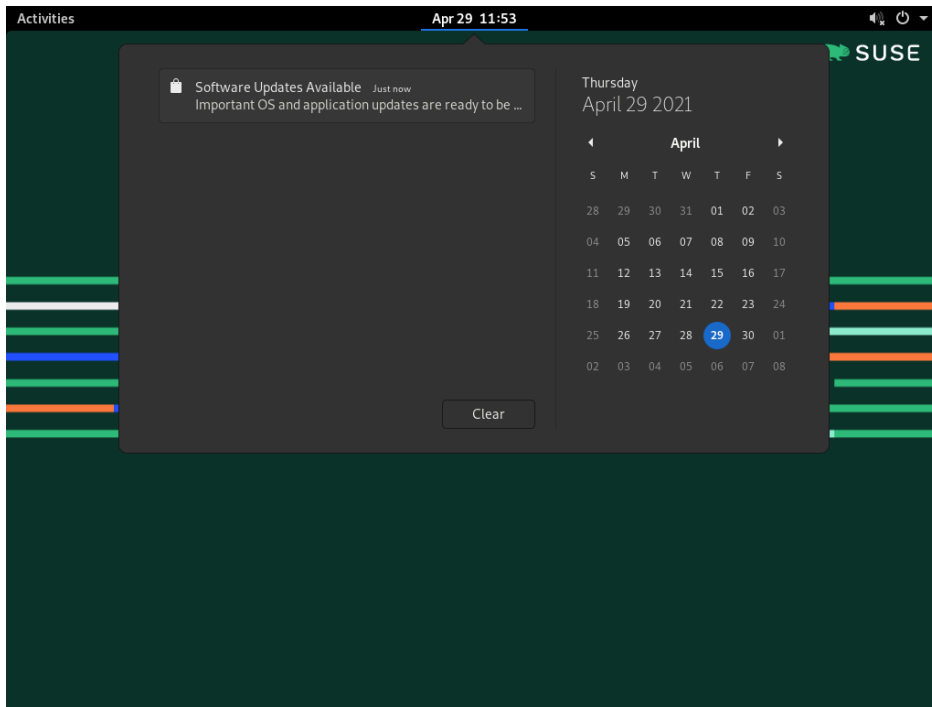 Activities
Apr 29 11:53
SUSE
Software Updates Available Just now
Important OS and application updates are ready to be ...
Clear
Thursday
April 29 2021
April
S M T W T F S
28 29 30 31 01 02 03
04 05 06 07 08 09 10
11 12 13 14 15 16 17
18 19 20 21 22 23 24
25 26 27 28 29 30 01
02 03 04 05 06 07 08